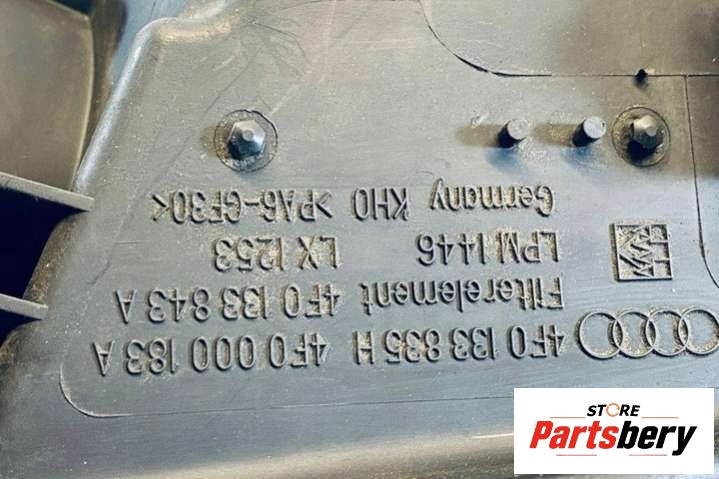 4F0 133 835 H 4F0 000 183 A
Filterelement 4F0 133 843 A
LPM 1446 LX 1253
Germany KH0 >PA6-GF30<
STORE
Partsbery